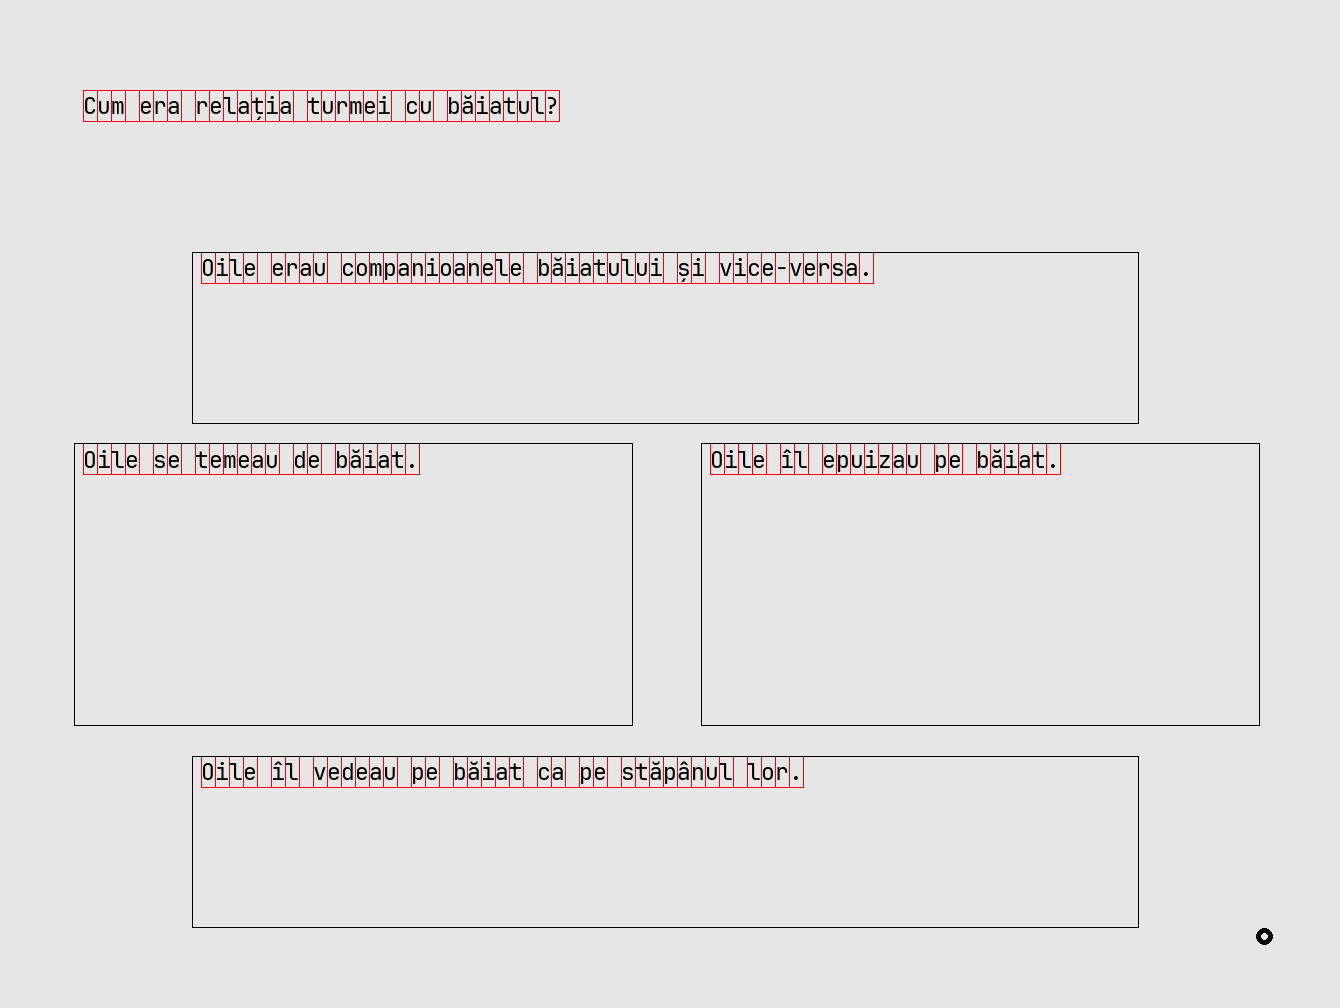 Cum era relația turmei cu băiatul?
Oile erau companioanele băiatului și vice-versa.
Oile se temeau de băiat.
Oile îl epuizau pe băiat.
Oile îl vedeau pe băiat ca pe stăpânul lor.